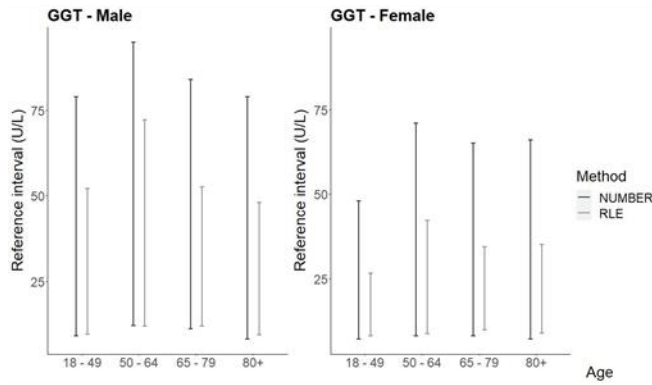 GGT - Male
Reference interval (U/L)
75
50
25
18 - 49 50 - 64 65 - 79 80+
GGT - Female
Reference interval (U/L)
75
50
25
18 - 49 50 - 64 65 - 79 80+
Age
Method
NUMBER
RLE